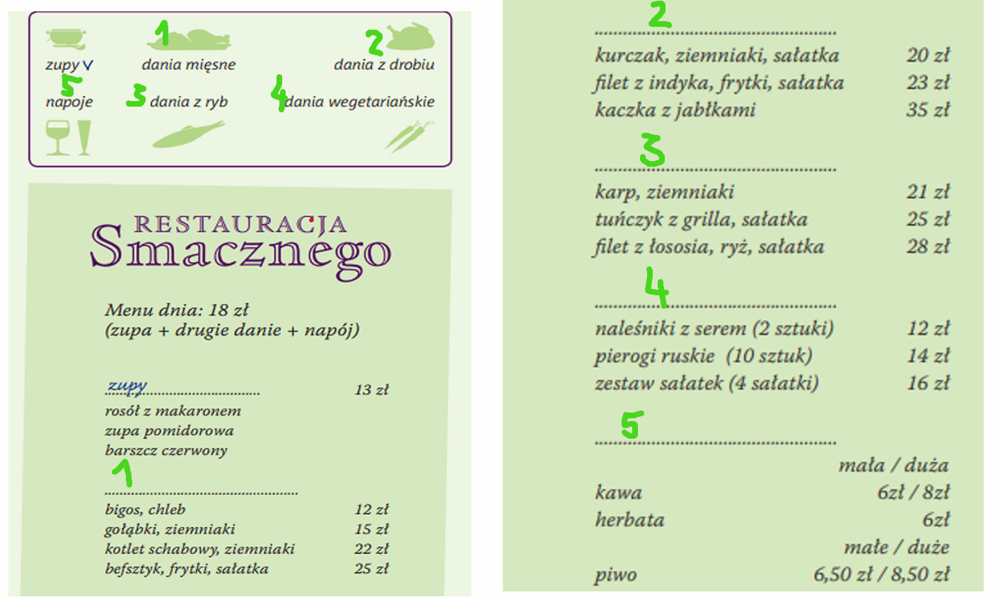 1
2
zupy V
dania mięsne
dania z drobiu
5
3
4
napoje
dania z ryb
dania wegetariańskie
RESTAURACJA
Smacznego
Menu dnia: 18 zł
(zupa + drugie danie + napój)
zupy 13 zł
rosół z makaronem
zupa pomidorowa
barszcz czerwony
1
bigos, chleb 12 zł
gołąbki, ziemniaki 15 zł
kotlet schabowy, ziemniaki 22 zł
befsztyk, frytki, sałatka 25 zł
2
kurczak, ziemniaki, sałatka 20 zł
filet z indyka, frytki, sałatka 23 zł
kaczka z jabłkami 35 zł
3
karp, ziemniaki 21 zł
tuńczyk z grilla, sałatka 25 zł
filet z łososia, ryż, sałatka 28 zł
4
naleśniki z serem (2 sztuki) 12 zł
pierogi ruskie (10 sztuk) 14 zł
zestaw sałatek (4 sałatki) 16 zł
5
mała / duża
kawa 6zł / 8zł
herbata 6zł
małe / duże
piwo 6,50 zł / 8,50 zł